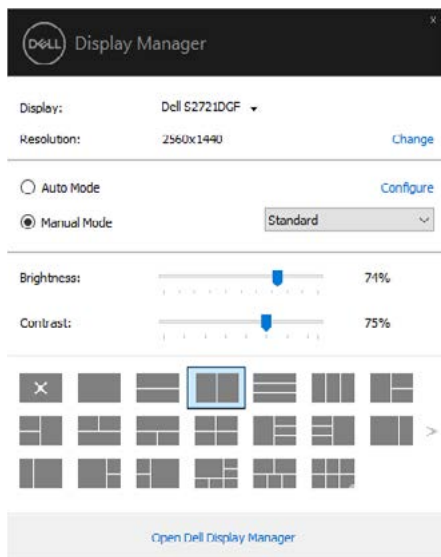 x
DELL Display Manager
Display: Dell S2721DGF
Resolution: 2560x1440 Change
Auto Mode Configure
Manual Mode Standard
Brightness: 74%
Contrast: 75%
>
Open Dell Display Manager